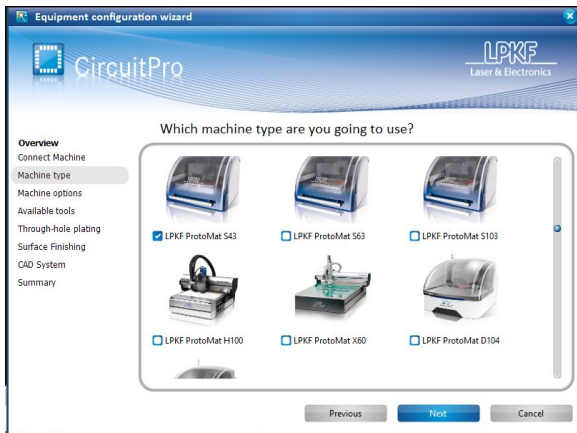 Equipment configuration wizard
CircuitPro
LPKF
Laser & Electronics
Which machine type are you going to use?
Overview
Connect Machine
Machine type
Machine options
Available tools
Through-hole plating
Surface Finishing
CAD System
Summary
LPKF ProtoMat S43
LPKF ProtoMat S63
LPKF ProtoMat S103
LPKF ProtoMat H100
LPKF ProtoMat X60
LPKF ProtoMat D104
Previous
Next
Cancel